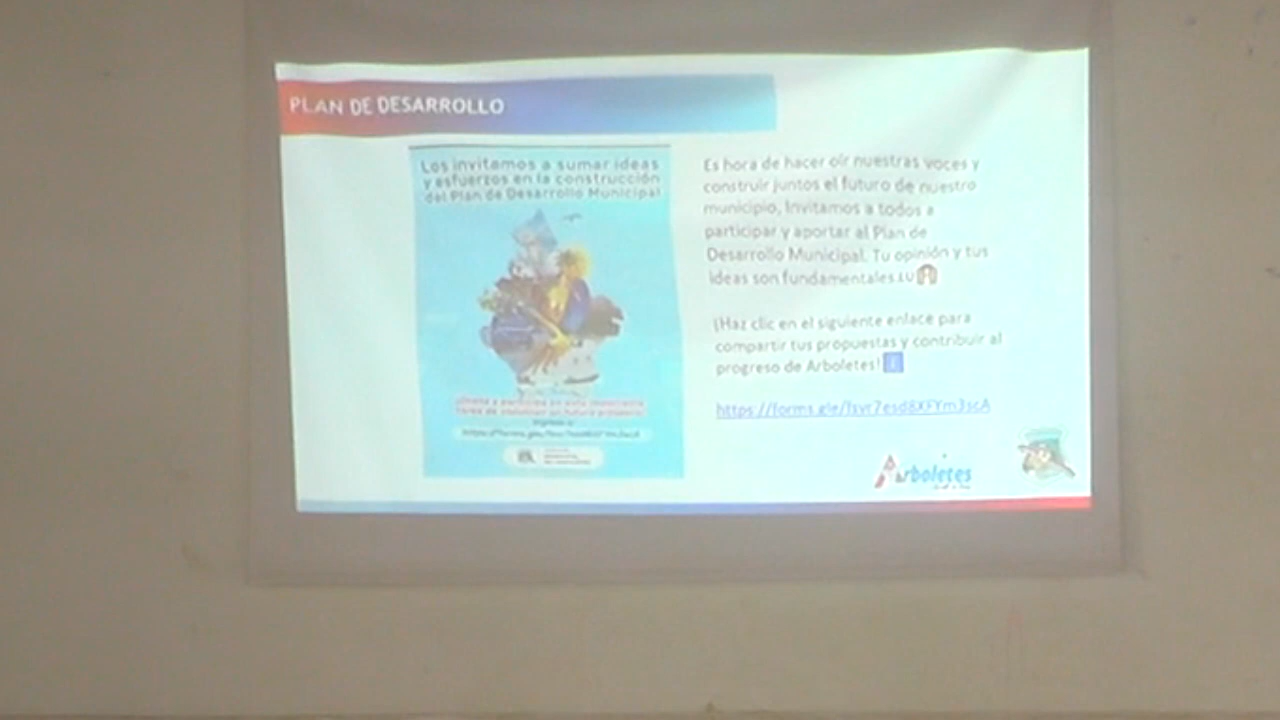 PLAN DE DESARROLLO
Los invitamos a sumar ideas
y esfuerzos en la construcción
del Plan de Desarrollo Municipal
Es hora de hacer oír nuestras voces y
construir juntos el futuro de nuestro
municipio, Invitamos a todos a
participar y aportar al Plan de
Desarrollo Municipal. Tu opinión y tus
ideas son fundamentales
¡Haz clic en el siguiente enlace para
compartir tus propuestas y contribuir al
progreso de Arboletes!
Arboletes